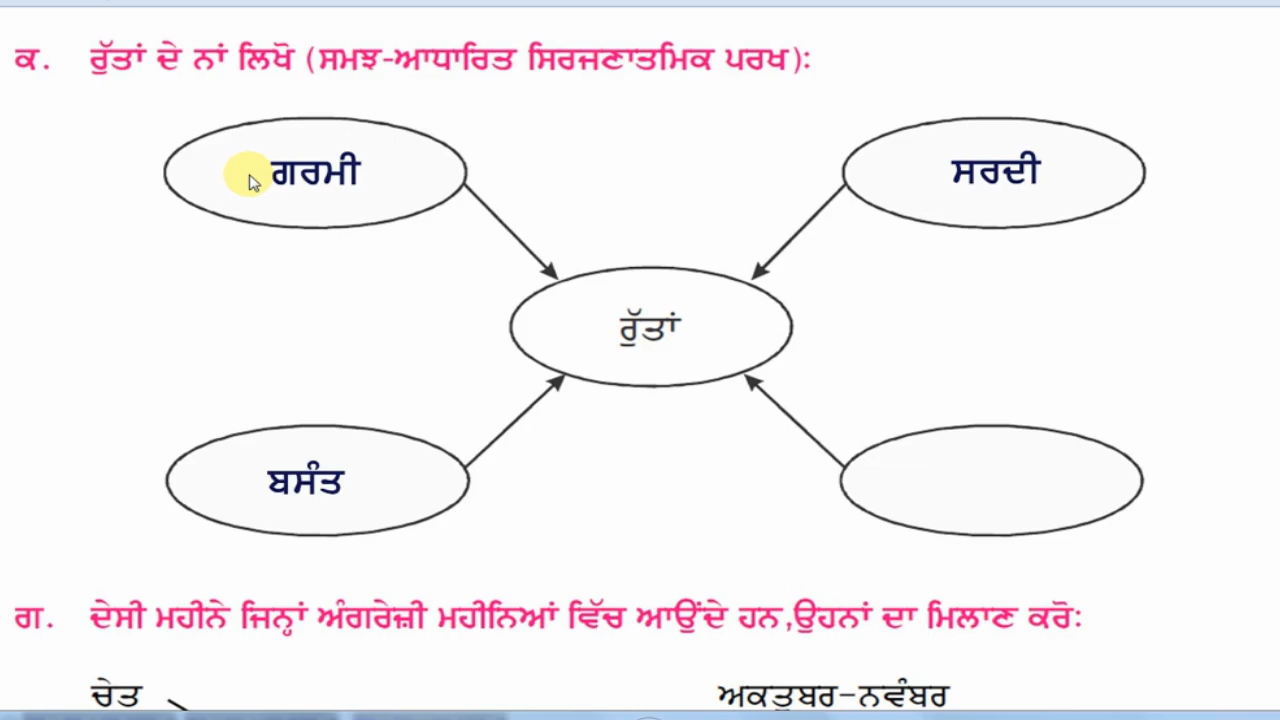 ਕ. ਰੁੱਤਾਂ ਦੇ ਨਾਂ ਲਿਖੋ (ਸਮਝ-ਆਧਾਰਿਤ ਸਿਰਜਣਾਤਮਿਕ ਪਰਖ):
ਗਰਮੀ
ਸਰਦੀ
ਰੁੱਤਾਂ
ਬਸੰਤ
ਗ. ਦੇਸੀ ਮਹੀਨੇ ਜਿਨ੍ਹਾਂ ਅੰਗਰੇਜ਼ੀ ਮਹੀਨਿਆਂ ਵਿੱਚ ਆਉਂਦੇ ਹਨ,ਉਹਨਾਂ ਦਾ ਮਿਲਾਣ ਕਰੋ:
ਚੇਤ ਅਕਤੂਬਰ-ਨਵੰਬਰ